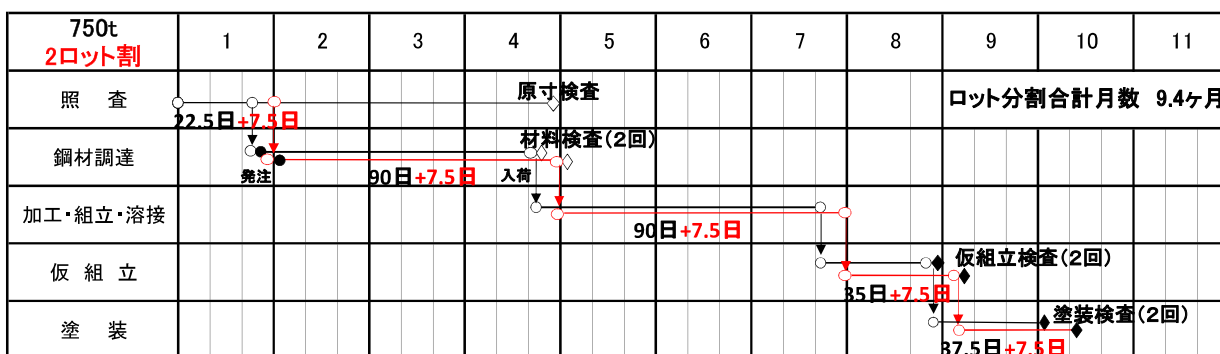 750t
2ロット割
1 2 3 4 5 6 7 8 9 10 11
照 査
原寸検査
ロット分割合計月数 9.4ヶ月
22.5日+7.5日
鋼材調達
材料検査(2回)
発注
90日+7.5日
入荷
加工・組立・溶接
90日+7.5日
仮 組 立
仮組立検査(2回)
35日+7.5日
塗 装
塗装検査(2回)
37.5日+7.5日